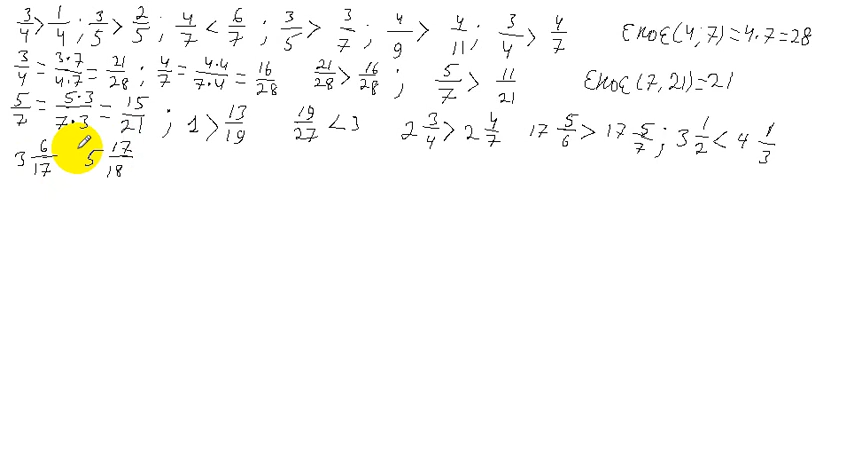 3/4 > 1/4 ; 3/5 > 2/5 ; 4/7 < 6/7 ; 3/5 > 3/7 ; 4/9 > 4/11 ; 3/4 > 4/7 ЕКОЕ(4;7)=4·7=28
3/4 = 3·7/4·7 = 21/28 ; 4/7 = 4·4/7·4 = 16/28 21/28 > 16/28 ; 5/7 > 11/21 ЕКОЕ(7,21)=21
5/7 = 5·3/7·3 = 15/21 ; 1 > 13/19 19/27 < 3 2 3/4 > 2 4/7 17 5/6 > 17 5/7 ; 3 1/2 < 4 1/3
3 6/17 5 17/18